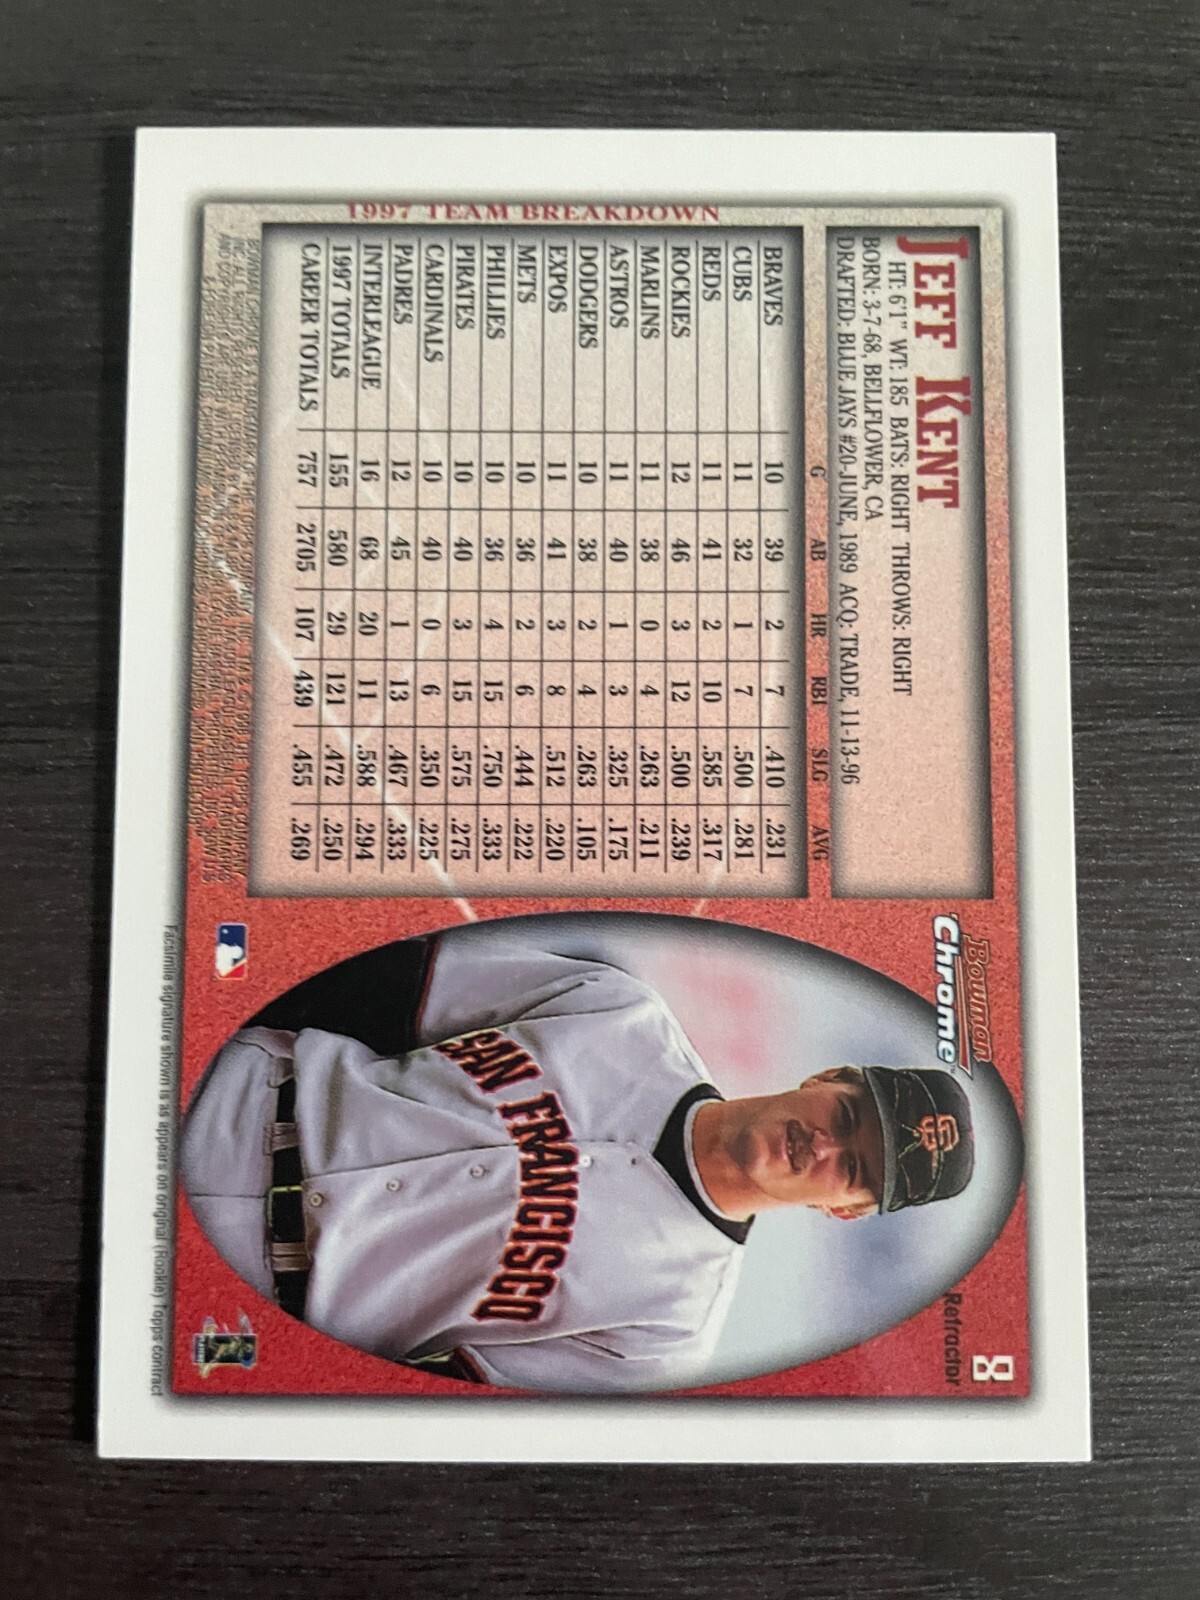 8
Refractor
Bowman
Chrome™
JEFF KENT
HT: 6'1" WT: 185 BATS: RIGHT THROWS: RIGHT
BORN: 3-7-68, BELLFLOWER, CA
DRAFTED: BLUE JAYS #20-JUNE, 1989 ACQ: TRADE, 11-13-96
1997 TEAM BREAKDOWN
G AB HR RBI SLG AVG
BRAVES 10 39 2 7 .410 .231
CUBS 11 32 1 7 .500 .281
REDS 11 41 2 10 .585 .317
ROCKIES 12 46 3 12 .500 .239
MARLINS 11 38 0 4 .263 .211
ASTROS 11 40 1 3 .325 .175
DODGERS 10 38 2 4 .263 .105
EXPOS 11 41 3 8 .512 .220
METS 10 36 2 6 .444 .222
PHILLIES 10 36 4 15 .750 .333
PIRATES 10 40 3 15 .575 .275
CARDINALS 10 40 0 6 .350 .225
PADRES 12 45 1 13 .467 .333
INTERLEAGUE 16 68 20 11 .588 .294
1997 TOTALS 155 580 29 121 .472 .250
CAREER TOTALS 757 2705 107 439 .455 .269
SF
SAN FRANCISCO
Facsimile signature shown is as appears on original (Rookie) Topps contract